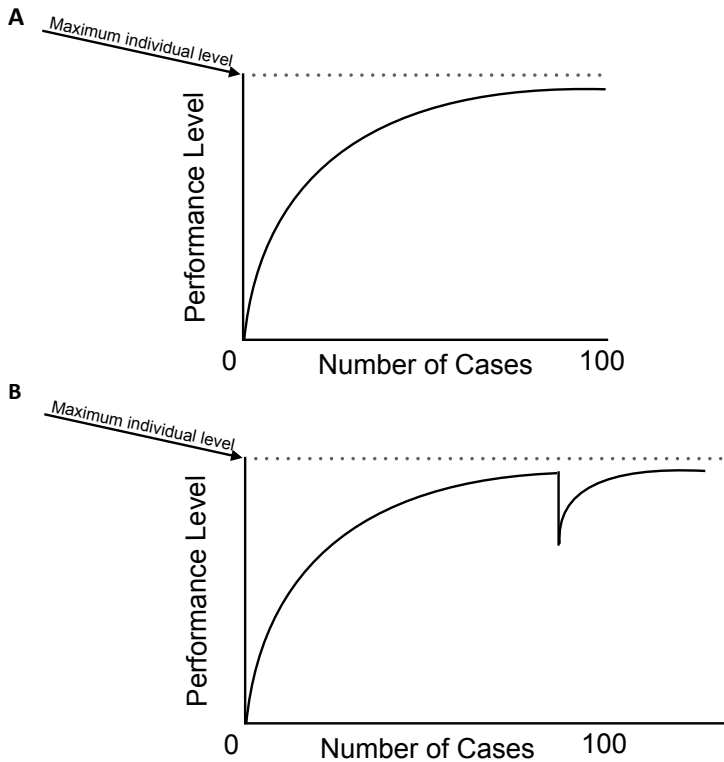 A
Maximum individual level
Performance Level
0
Number of Cases
100
B
Maximum individual level
Performance Level
0
Number of Cases
100